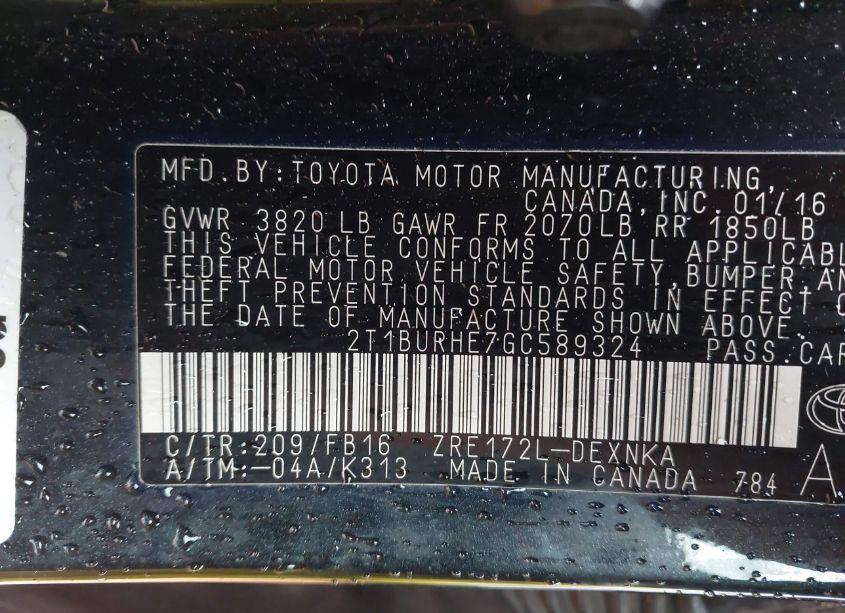 MFD.BY:TOYOTA MOTOR MANUFACTURING,
CANADA, INC. 01/16
GVWR 3820 LB GAWR FR 2070LB RR 1850LB
THIS VEHICLE CONFORMS TO ALL APPLICABL
FEDERAL MOTOR VEHICLE SAFETY, BUMPER, AN
THEFT PREVENTION STANDARDS IN EFFECT O
THE DATE OF MANUFACTURE SHOWN ABOVE.
2T1BURHE7GC589324 PASS.CAR
C/TR:209/FB16 ZRE172L-DEXNKA
A/TM:-04A/K313 MADE IN CANADA 784 A